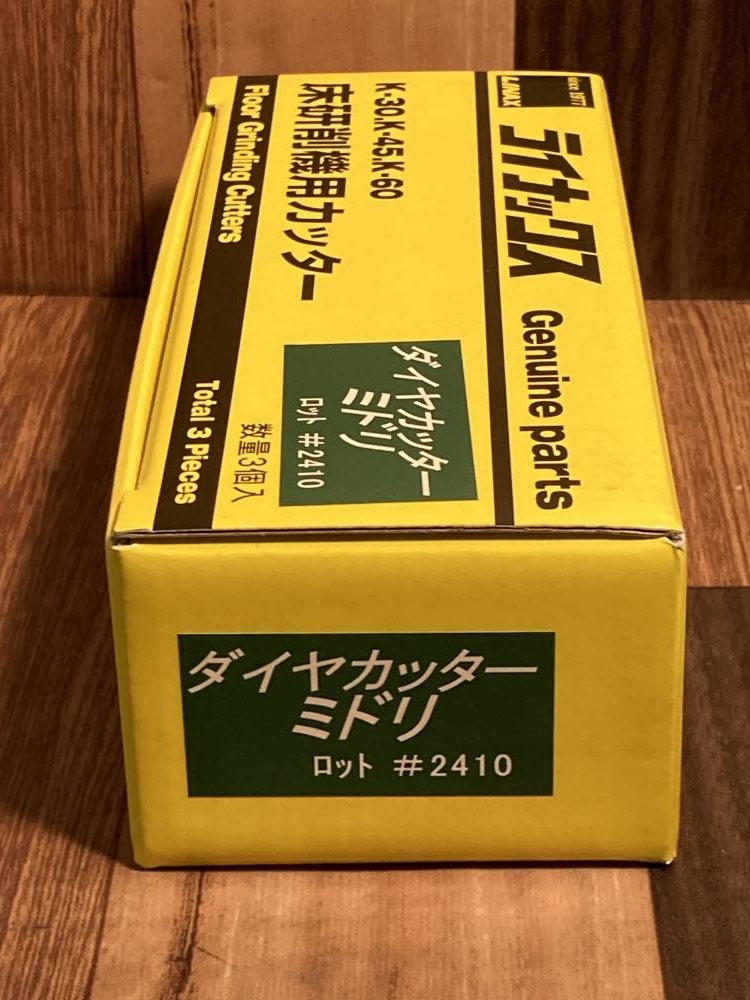 since 1977
LINAX
ライナックス
Genuine parts
K-30.K-45.K-60
床研削機用カッター
ダイヤカッター
ミドリ
ロット #2410
数量3個入
Floor Grinding Cutters
Total 3 Pieces
ダイヤカッター
ミドリ
ロット #2410